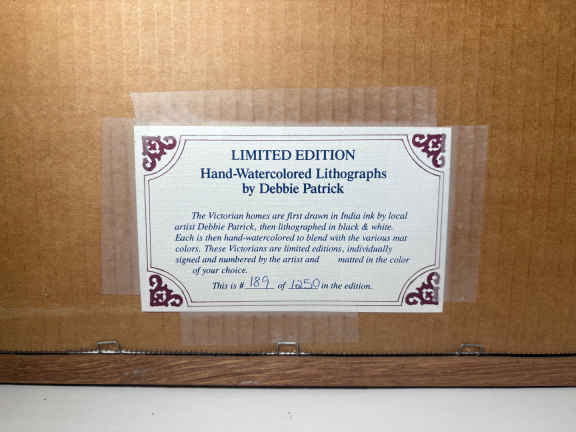 LIMITED EDITION
Hand-Watercolored Lithographs
by Debbie Patrick
The Victorian homes are first drawn in India ink by local
artist Debbie Patrick, then lithographed in black & white.
Each is then hand-watercolored to blend with the various mat
colors. These Victorians are limited editions, individually
signed and numbered by the artist and matted in the color
of your choice.
This is # 189 of 1250 in the edition.